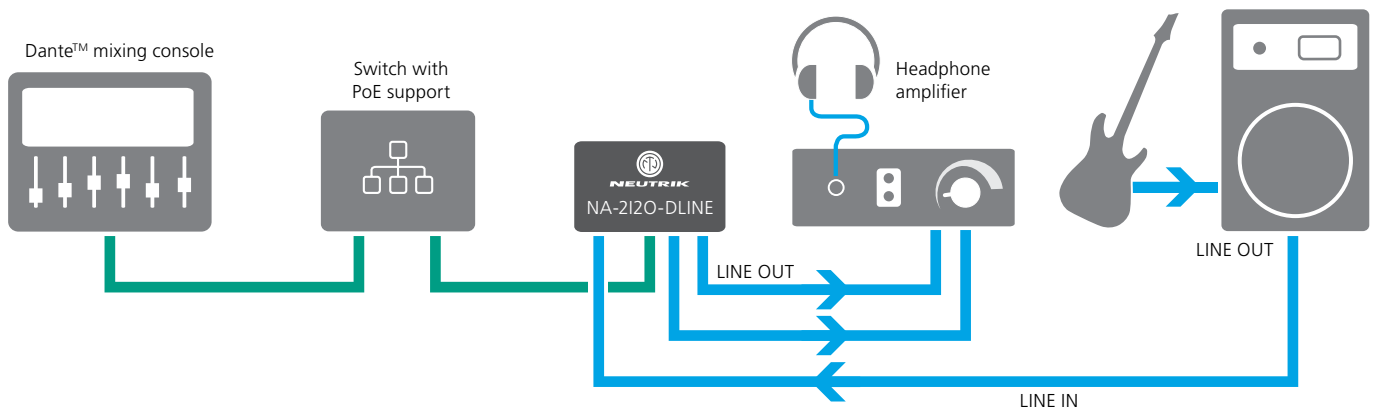 Dante™ mixing console
Switch with
PoE support
Headphone
amplifier
NEUTRIK
NA-2I2O-DLINE
LINE OUT
LINE OUT
LINE IN